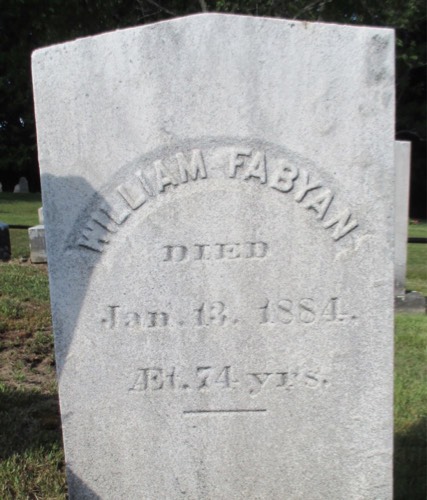 WILLIAM FABYAN
DIED
Jan. 13. 1884.
Æt. 74 yrs.